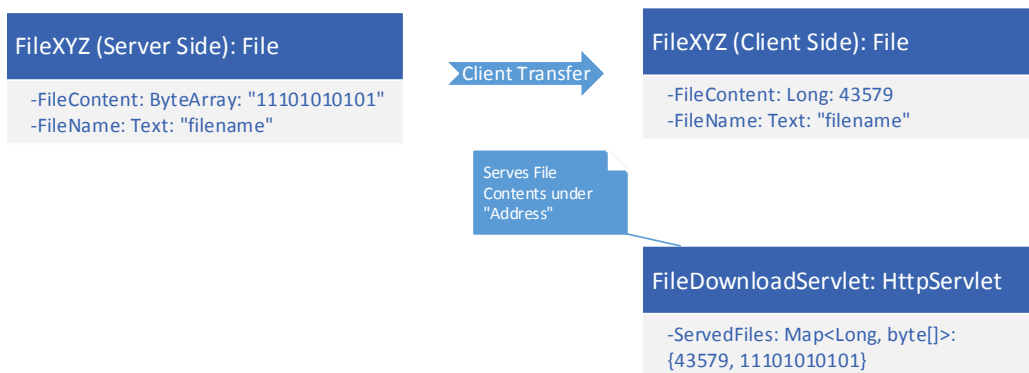 FileXYZ (Server Side): File
-FileContent: ByteArray: "11101010101"
-FileName: Text: "filename"
Client Transfer
FileXYZ (Client Side): File
-FileContent: Long: 43579
-FileName: Text: "filename"
Serves File
Contents under
"Address"
FileDownloadServlet: HttpServlet
-ServedFiles: Map<Long, byte[]>:
{43579, 11101010101}